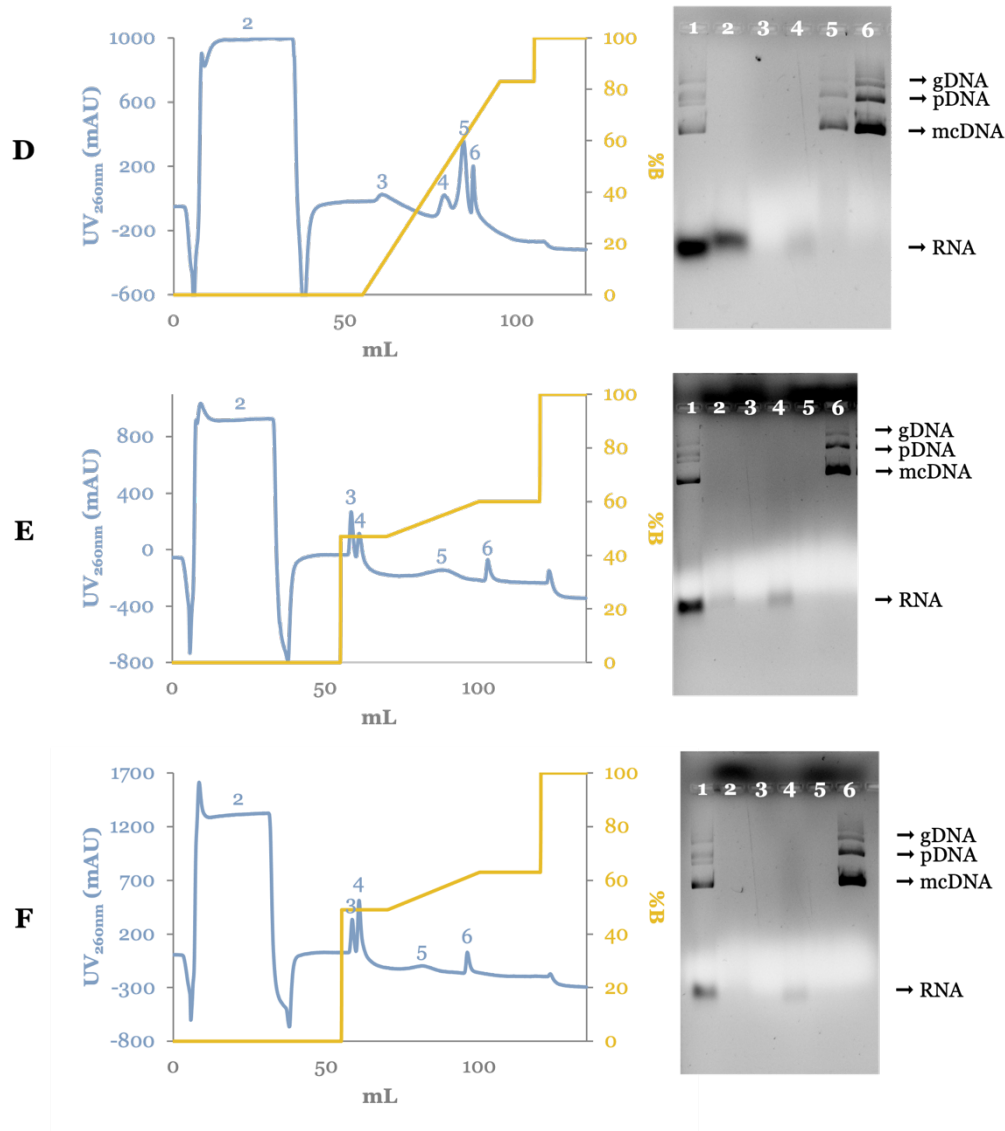 D
UV260nm (mAU)
1000
600
200
-200
-600
2
3
4
5
6
100
80
60
40
20
0
%B
0
50
100
mL
1 2 3 4 5 6
→ gDNA
→ pDNA
→ mcDNA
→ RNA
E
UV260nm (mAU)
800
400
0
-400
-800
2
3
4
5
6
100
80
60
40
20
0
%B
0
50
100
mL
1 2 3 4 5 6
→ gDNA
→ pDNA
→ mcDNA
→ RNA
F
UV260nm (mAU)
1700
1200
700
200
-300
-800
2
3
4
5
6
100
80
60
40
20
0
%B
0
50
100
mL
1 2 3 4 5 6
→ gDNA
→ pDNA
→ mcDNA
→ RNA